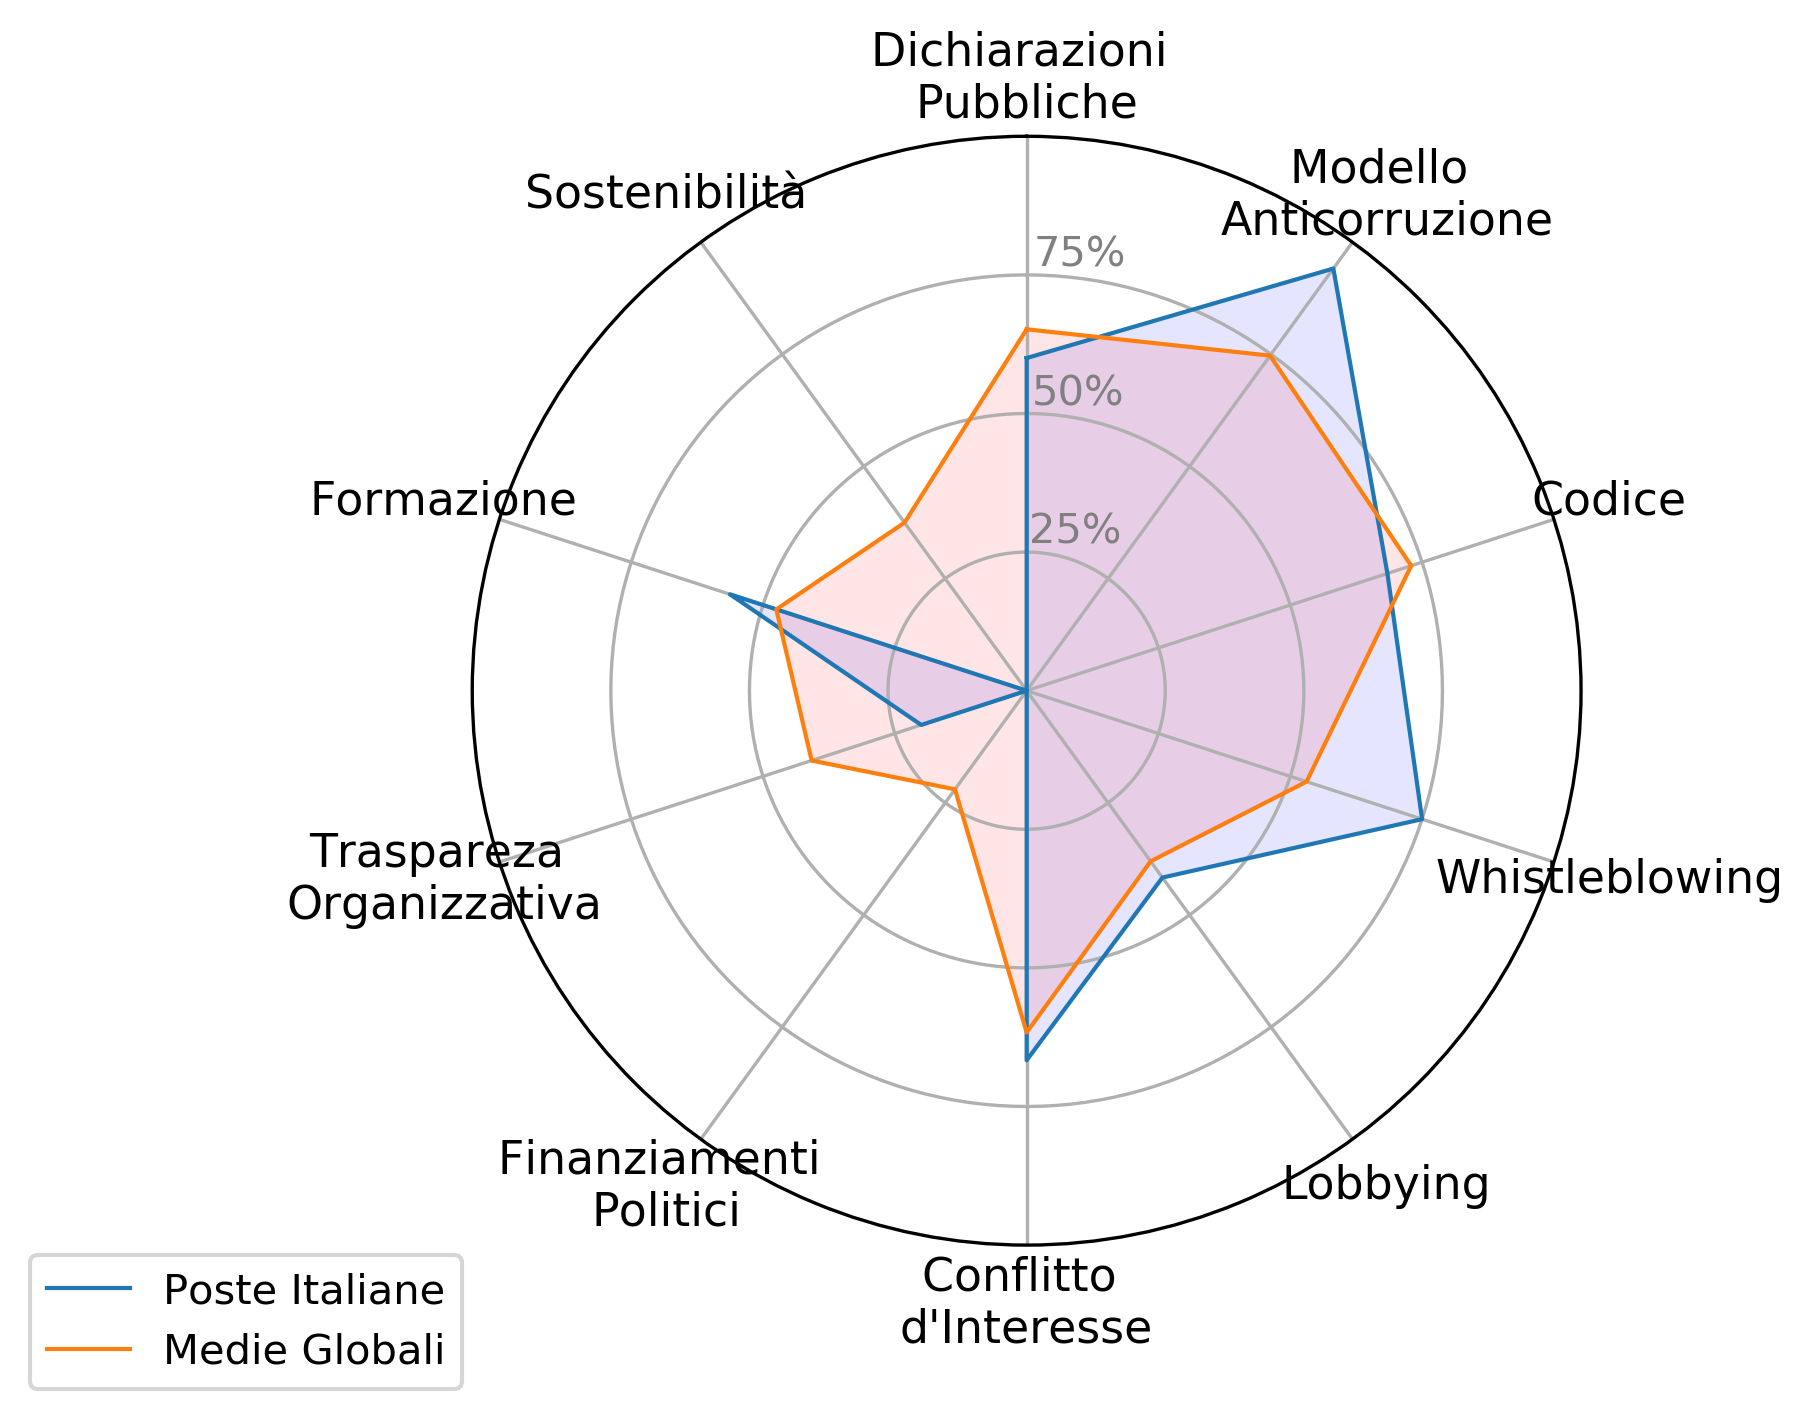 Dichiarazioni
Pubbliche
Modello
Anticorruzione
Sostenibilità
75%
50%
25%
Formazione
Codice
Traspareza
Organizzativa
Whistleblowing
Finanziamenti
Politici
Lobbying
Conflitto
d'Interesse
Poste Italiane
Medie Globali